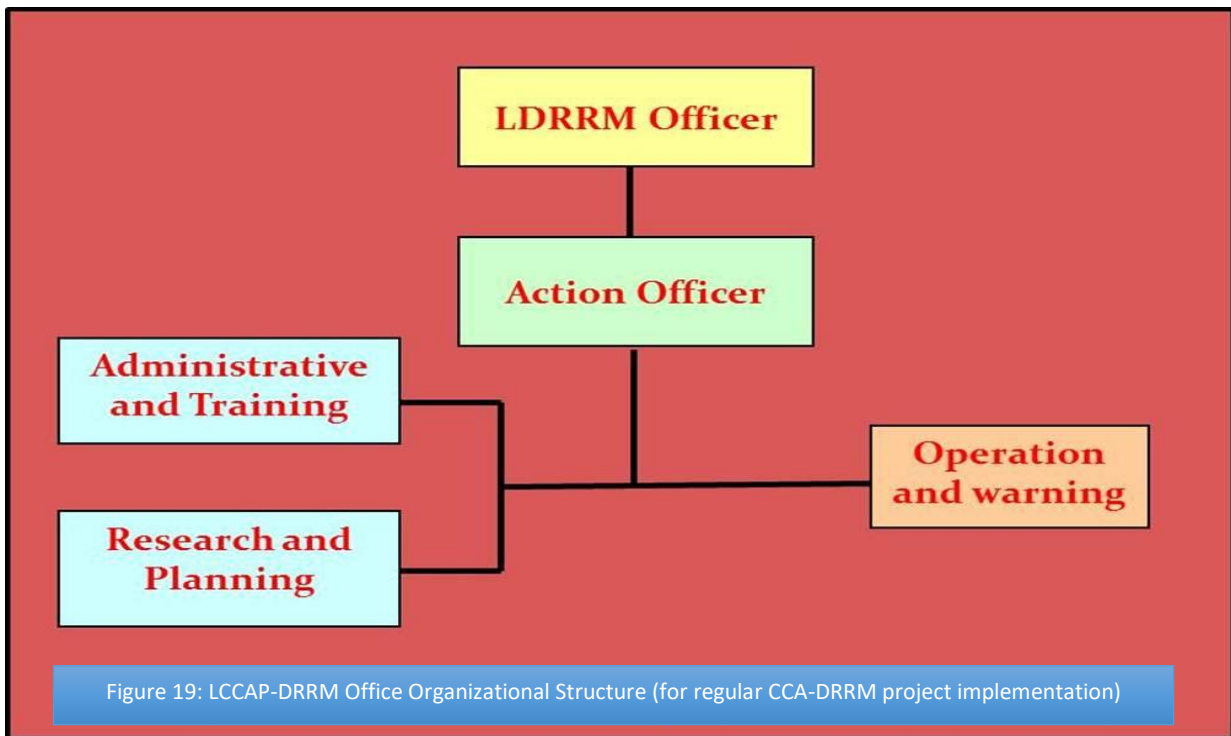 LDRRM Officer
Action Officer
Administrative
and Training
Operation
and warning
Research and
Planning
Figure 19: LCCAP-DRRM Office Organizational Structure (for regular CCA-DRRM project implementation)